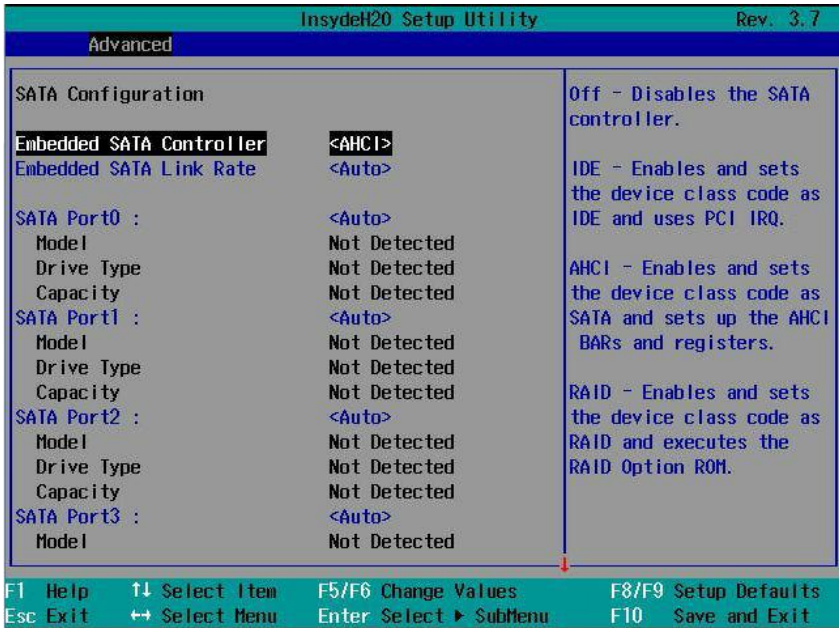 InsydeH20 Setup Utility Rev. 3.7
Advanced
SATA Configuration
Embedded SATA Controller <AHCI>
Embedded SATA Link Rate <Auto>
SATA Port0 : <Auto>
Model Not Detected
Drive Type Not Detected
Capacity Not Detected
SATA Port1 : <Auto>
Model Not Detected
Drive Type Not Detected
Capacity Not Detected
SATA Port2 : <Auto>
Model Not Detected
Drive Type Not Detected
Capacity Not Detected
SATA Port3 : <Auto>
Model Not Detected
Off - Disables the SATA
controller.
IDE - Enables and sets
the device class code as
IDE and uses PCI IRQ.
AHCI - Enables and sets
the device class code as
SATA and sets up the AHCI
BARs and registers.
RAID - Enables and sets
the device class code as
RAID and executes the
RAID Option ROM.
F1 Help ↑↓ Select Item F5/F6 Change Values F8/F9 Setup Defaults
Esc Exit ↔ Select Menu Enter Select ▶ SubMenu F10 Save and Exit